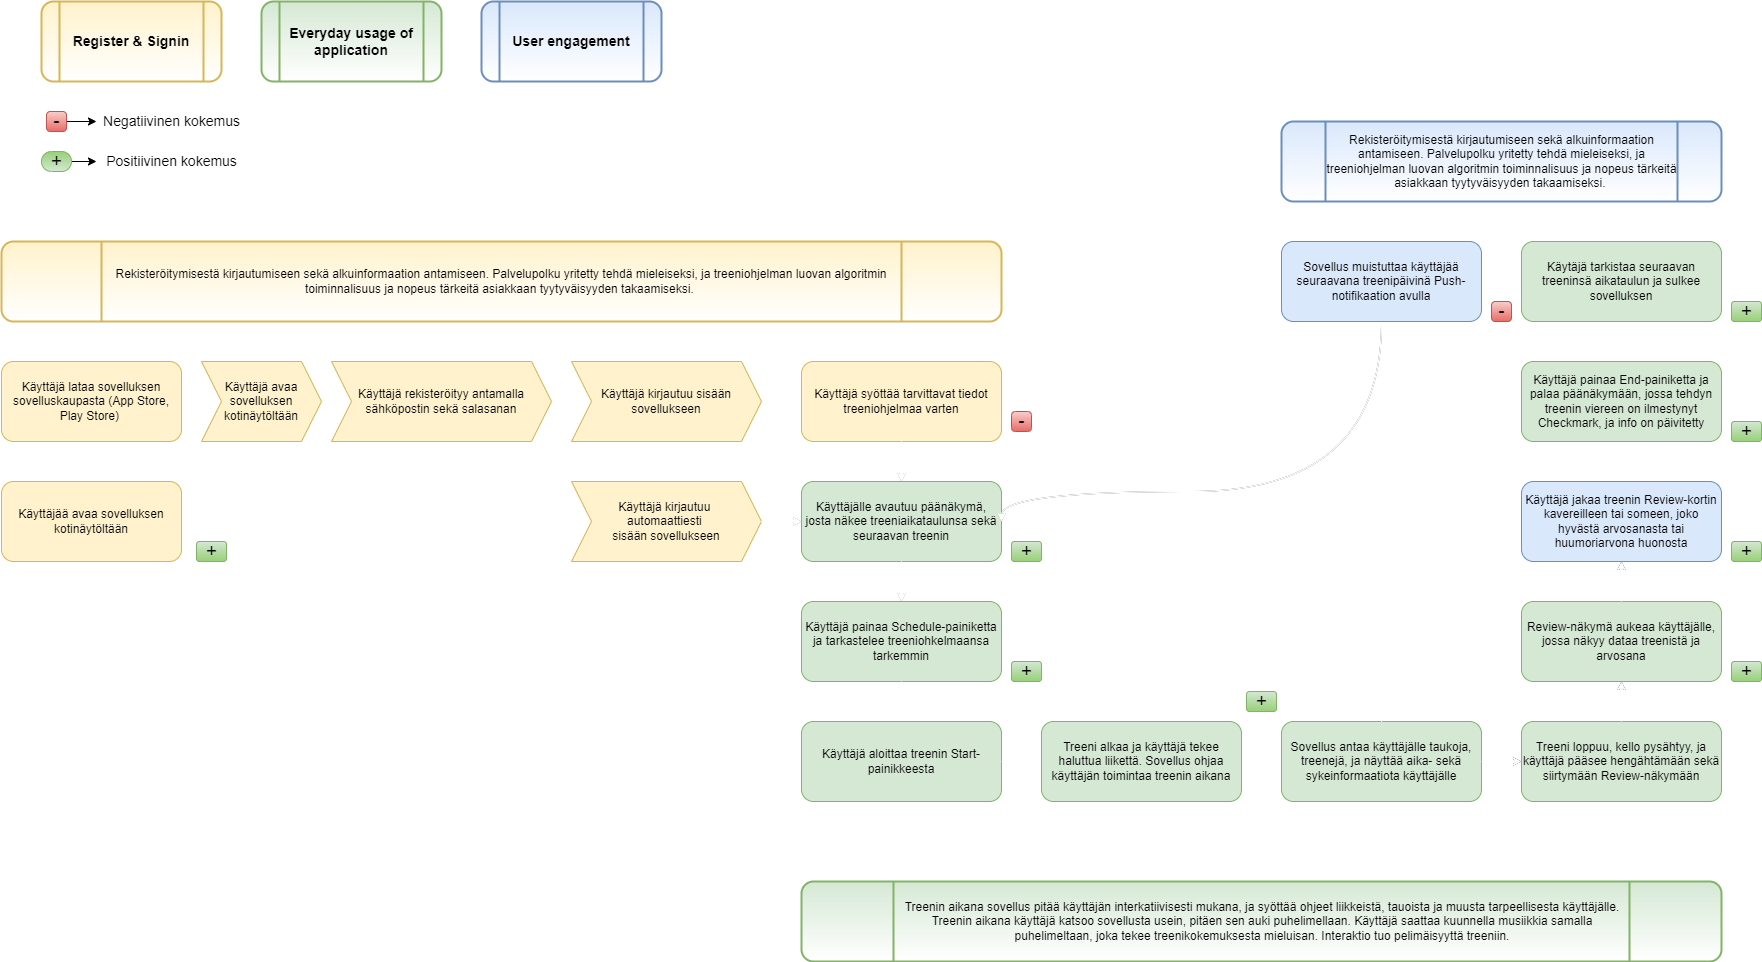 Register & Signin
Everyday usage of
application
User engagement
-
Negatiivinen kokemus
+
Positiivinen kokemus
Rekisteröitymisestä kirjautumiseen sekä alkuinformaation
antamiseen. Palvelupolku yritetty tehdä mieleiseksi, ja
treeniohjelman luovan algoritmin toiminnalisuus ja nopeus tärkeitä
asiakkaan tyytyväisyyden takaamiseksi.
Rekisteröitymisestä kirjautumiseen sekä alkuinformaation antamiseen. Palvelupolku yritetty tehdä mieleiseksi, ja treeniohjelman luovan algoritmin
toiminnalisuus ja nopeus tärkeitä asiakkaan tyytyväisyyden takaamiseksi.
Sovellus muistuttaa käyttäjää
seuraavana treenipäivinä Push-
notifikaation avulla
-
Käytäjä tarkistaa seuraavan
treeninsä aikataulun ja sulkee
sovelluksen
+
Käyttäjä lataa sovelluksen
sovelluskaupasta (App Store,
Play Store)
Käyttäjä avaa
sovelluksen
kotinäytöltään
Käyttäjä rekisteröityy antamalla
sähköpostin sekä salasanan
Käyttäjä kirjautuu sisään
sovellukseen
Käyttäjä syöttää tarvittavat tiedot
treeniohjelmaa varten
-
Käyttäjä painaa End-painiketta ja
palaa päänäkymään, jossa tehdyn
treenin viereen on ilmestynyt
Checkmark, ja info on päivitetty
+
Käyttäjää avaa sovelluksen
kotinäytöltään
+
Käyttäjä kirjautuu
automaattiesti
sisään sovellukseen
Käyttäjälle avautuu päänäkymä,
josta näkee treeniaikataulunsa sekä
seuraavan treenin
+
Käyttäjä jakaa treenin Review-kortin
kavereilleen tai someen, joko
hyvästä arvosanasta tai
huumoriarvona huonosta
+
Käyttäjä painaa Schedule-painiketta
ja tarkastelee treeniohkelmaansa
tarkemmin
+
Review-näkymä aukeaa käyttäjälle,
jossa näkyy dataa treenistä ja
arvosana
+
+
Käyttäjä aloittaa treenin Start-
painikkeesta
Treeni alkaa ja käyttäjä tekee
haluttua liikettä. Sovellus ohjaa
käyttäjän toimintaa treenin aikana
Sovellus antaa käyttäjälle taukoja,
treenejä, ja näyttää aika- sekä
sykeinformaatiota käyttäjälle
Treeni loppuu, kello pysähtyy, ja
käyttäjä pääsee hengähtämään sekä
siirtymään Review-näkymään
Treenin aikana sovellus pitää käyttäjän interkatiivisesti mukana, ja syöttää ohjeet liikkeistä, tauoista ja muusta tarpeellisesta käyttäjälle.
Treenin aikana käyttäjä katsoo sovellusta usein, pitäen sen auki puhelimellaan. Käyttäjä saattaa kuunnella musiikkia samalla
puhelimeltaan, joka tekee treenikokemuksesta mieluisan. Interaktio tuo pelimäisyyttä treeniin.